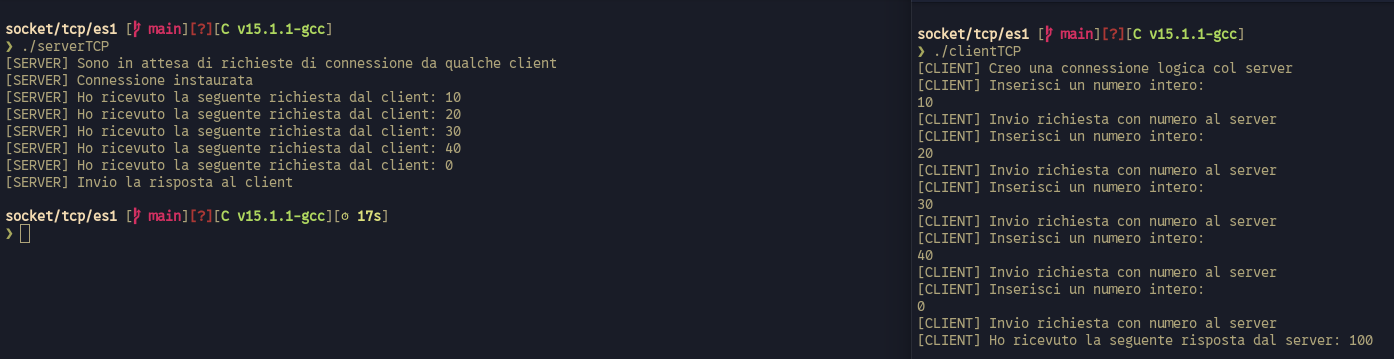 socket/tcp/es1 [ main][?][C v15.1.1-gcc]
❯ ./serverTCP
[SERVER] Sono in attesa di richieste di connessione da qualche client
[SERVER] Connessione instaurata
[SERVER] Ho ricevuto la seguente richiesta dal client: 10
[SERVER] Ho ricevuto la seguente richiesta dal client: 20
[SERVER] Ho ricevuto la seguente richiesta dal client: 30
[SERVER] Ho ricevuto la seguente richiesta dal client: 40
[SERVER] Ho ricevuto la seguente richiesta dal client: 0
[SERVER] Invio la risposta al client
socket/tcp/es1 [ main][?][C v15.1.1-gcc][⏱ 17s]
❯
socket/tcp/es1 [ main][?][C v15.1.1-gcc]
❯ ./clientTCP
[CLIENT] Creo una connessione logica col server
[CLIENT] Inserisci un numero intero:
10
[CLIENT] Invio richiesta con numero al server
[CLIENT] Inserisci un numero intero:
20
[CLIENT] Invio richiesta con numero al server
[CLIENT] Inserisci un numero intero:
30
[CLIENT] Invio richiesta con numero al server
[CLIENT] Inserisci un numero intero:
40
[CLIENT] Invio richiesta con numero al server
[CLIENT] Inserisci un numero intero:
0
[CLIENT] Invio richiesta con numero al server
[CLIENT] Ho ricevuto la seguente risposta dal server: 100